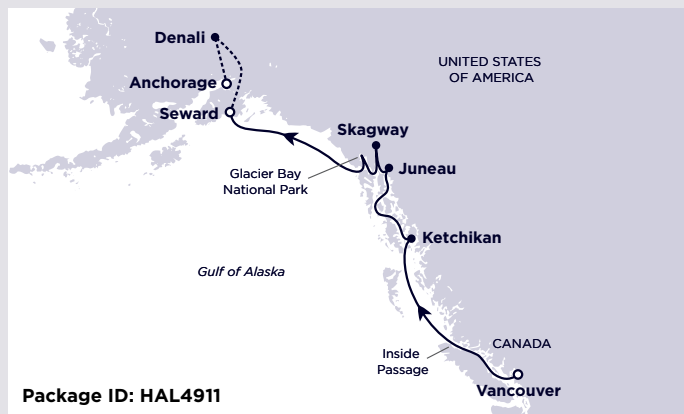 Denali
UNITED STATES
OF AMERICA
Anchorage
Seward
Skagway
Glacier Bay
National Park
Juneau
Ketchikan
Gulf of Alaska
CANADA
Inside
Passage
Vancouver
Package ID: HAL4911